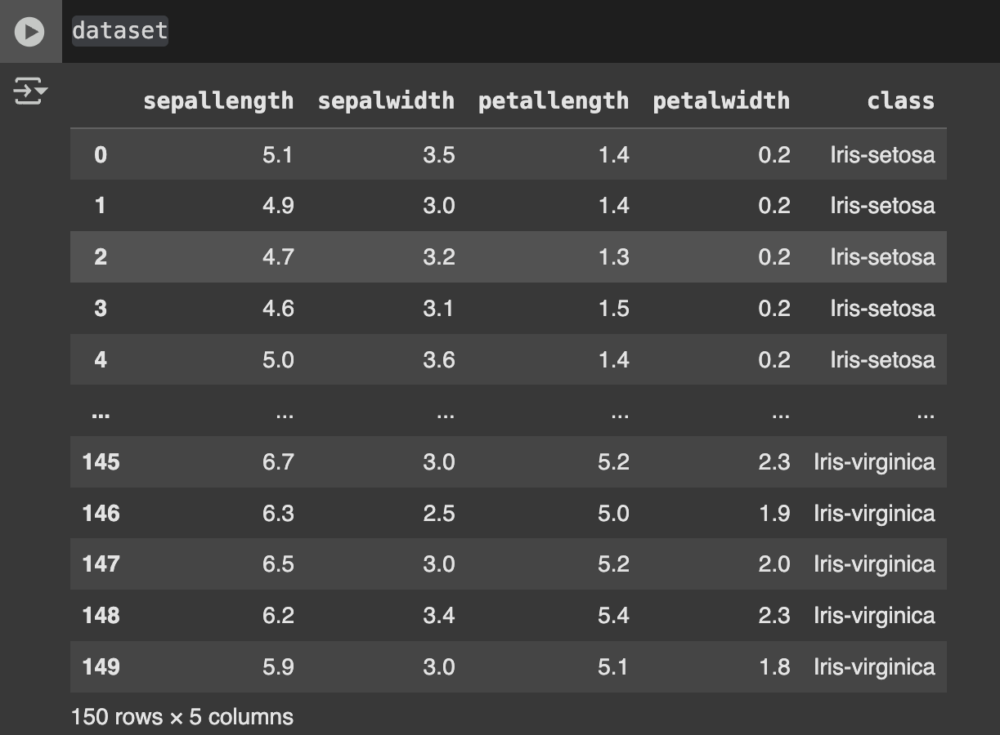 dataset
sepallength sepalwidth petallength petalwidth class
0 5.1 3.5 1.4 0.2 Iris-setosa
1 4.9 3.0 1.4 0.2 Iris-setosa
2 4.7 3.2 1.3 0.2 Iris-setosa
3 4.6 3.1 1.5 0.2 Iris-setosa
4 5.0 3.6 1.4 0.2 Iris-setosa
... ... ... ... ... ...
145 6.7 3.0 5.2 2.3 Iris-virginica
146 6.3 2.5 5.0 1.9 Iris-virginica
147 6.5 3.0 5.2 2.0 Iris-virginica
148 6.2 3.4 5.4 2.3 Iris-virginica
149 5.9 3.0 5.1 1.8 Iris-virginica
150 rows × 5 columns